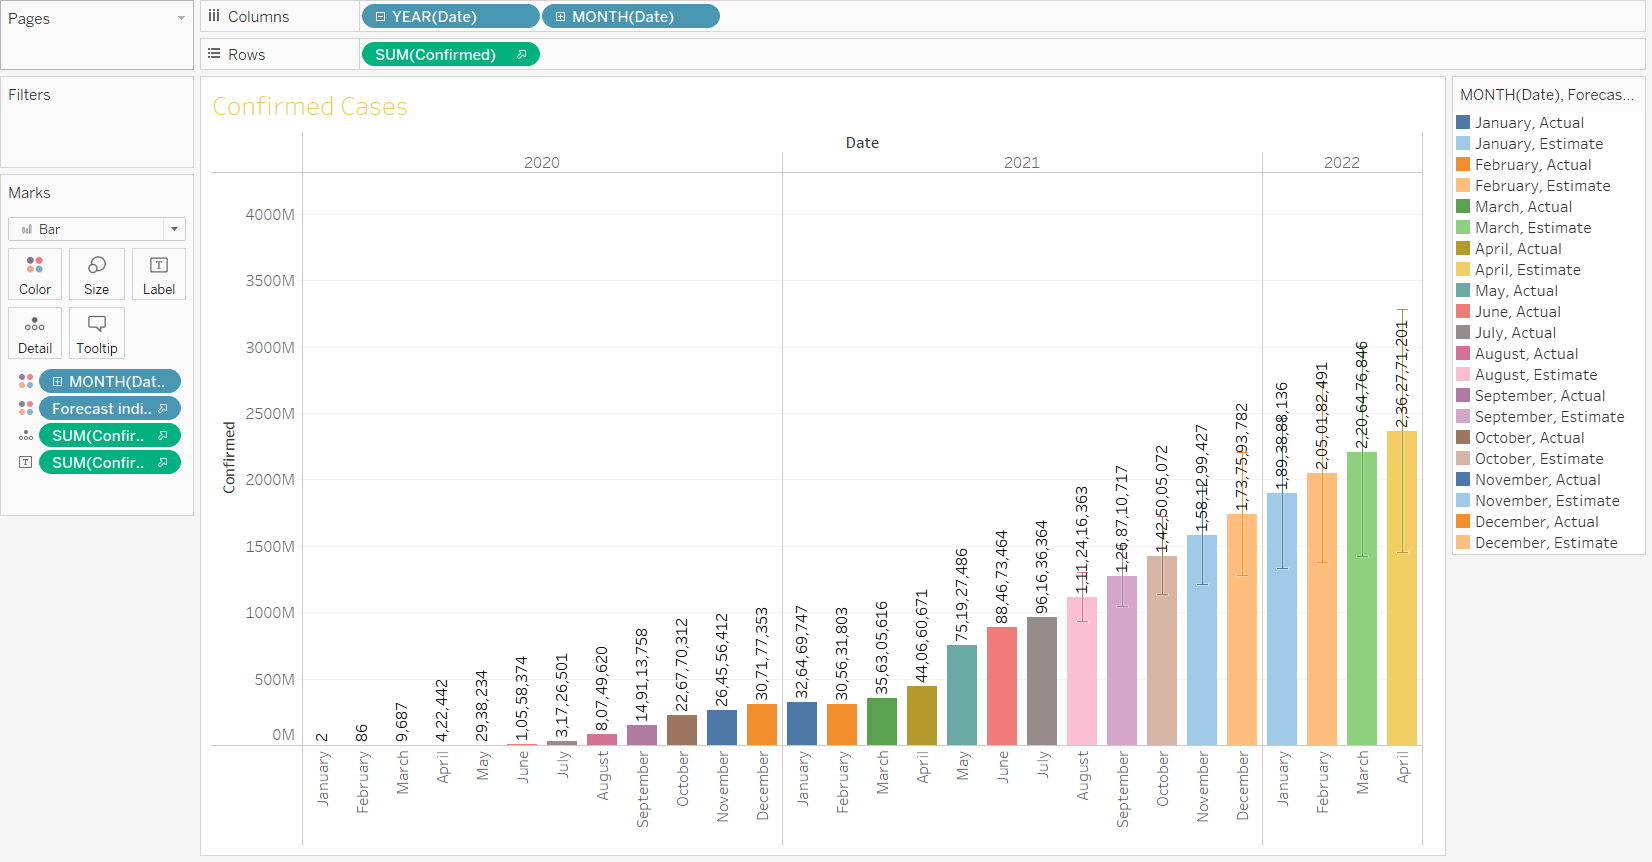 Pages
Columns
YEAR(Date)
MONTH(Date)
Rows
SUM(Confirmed)
Filters
Marks
Bar
Color
Size
Label
Detail
Tooltip
MONTH(Dat..
Forecast indi..
SUM(Confir..
SUM(Confir..
Confirmed Cases
Date
2020
2021
2022
Confirmed
4000M
3500M
3000M
2500M
2000M
1500M
1000M
500M
0M
2
86
9,687
4,22,442
29,38,234
1,05,58,374
3,17,26,501
8,07,49,620
14,91,13,758
22,67,70,312
26,45,56,412
30,71,77,353
32,64,69,747
30,56,31,803
35,63,05,616
44,06,60,671
75,19,27,486
88,46,73,464
96,16,36,364
1,11,24,16,363
1,26,87,10,717
1,42,50,05,072
1,58,12,99,427
1,73,75,93,782
1,89,38,88,136
2,05,01,82,491
2,20,64,76,846
2,36,27,71,201
January
February
March
April
May
June
July
August
September
October
November
December
January
February
March
April
May
June
July
August
September
October
November
December
January
February
March
April
MONTH(Date), Forecas...
January, Actual
January, Estimate
February, Actual
February, Estimate
March, Actual
March, Estimate
April, Actual
April, Estimate
May, Actual
June, Actual
July, Actual
August, Actual
August, Estimate
September, Actual
September, Estimate
October, Actual
October, Estimate
November, Actual
November, Estimate
December, Actual
December, Estimate